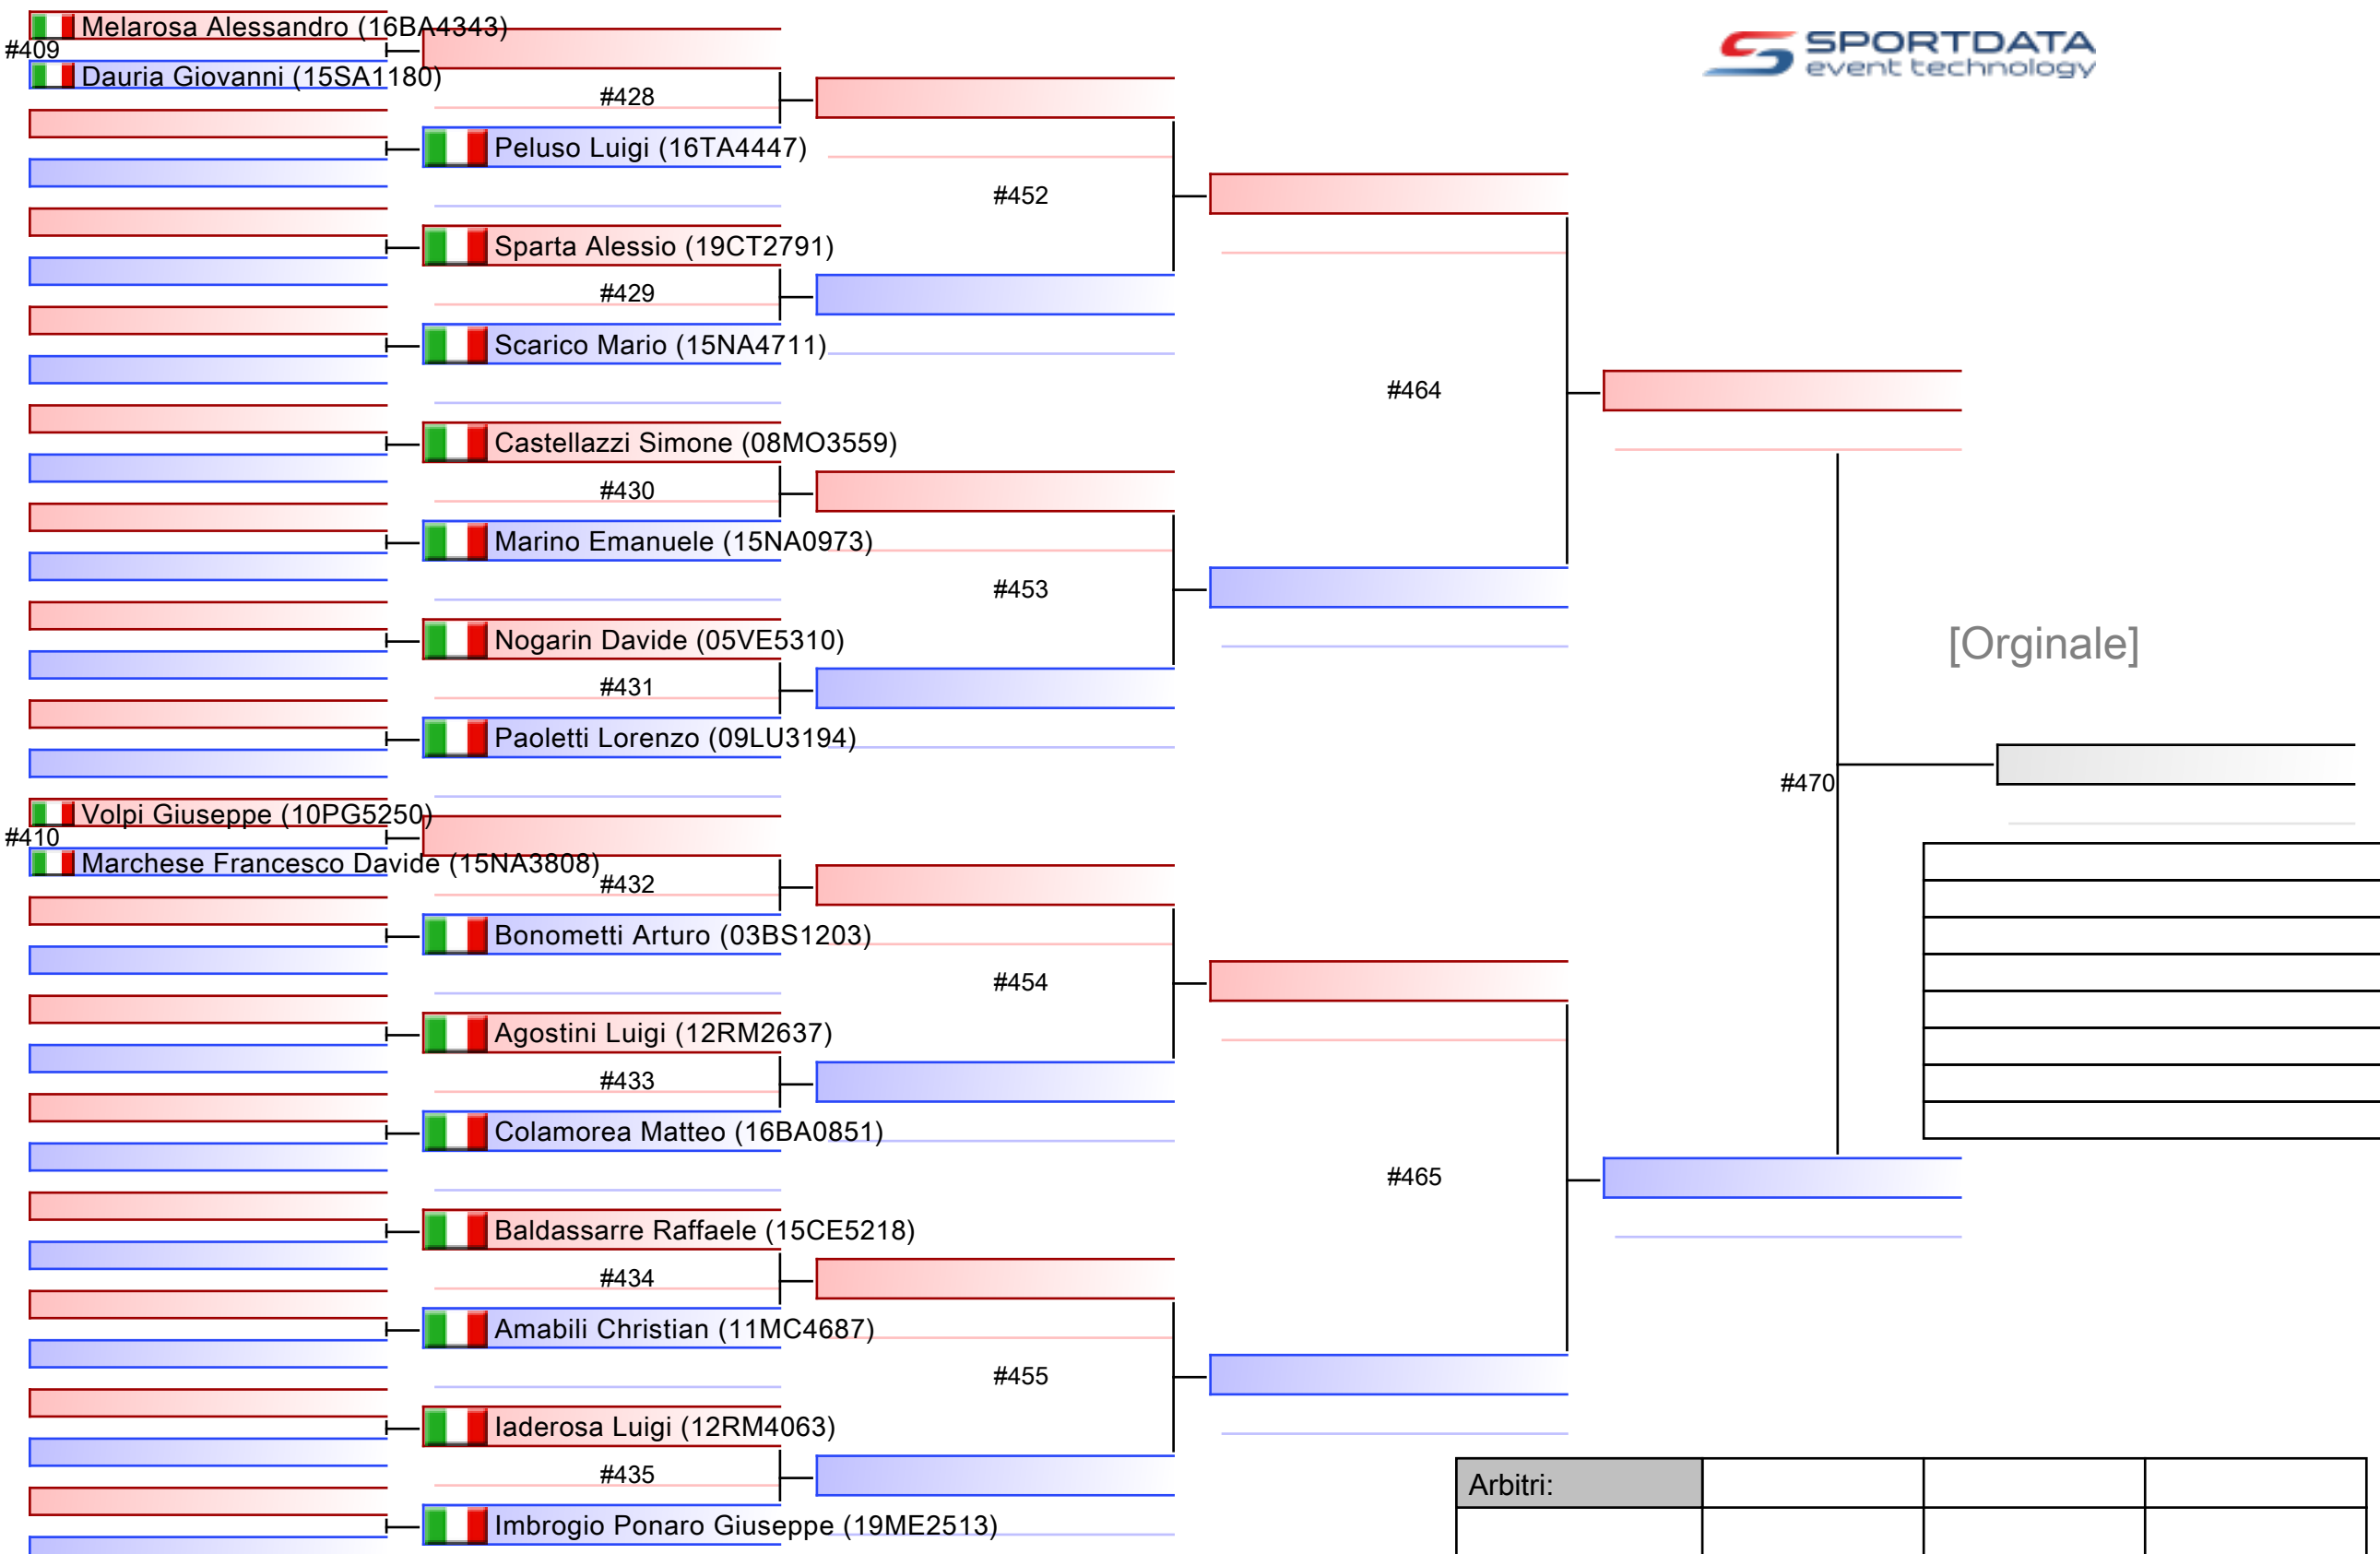 Melarosa Alessandro (16BA4343)
#409
Dauria Giovanni (15SA1180)
SPORTDATA
event technology
#428
Peluso Luigi (16TA4447)
#452
Sparta Alessio (19CT2791)
#429
Scarico Mario (15NA4711)
#464
Castellazzi Simone (08MO3559)
#430
Marino Emanuele (15NA0973)
#453
Nogarin Davide (05VE5310)
[Orginale]
#431
Paoletti Lorenzo (09LU3194)
#470
Volpi Giuseppe (10PG5250)
#410
Marchese Francesco Davide (15NA3808)
#432
Bonometti Arturo (03BS1203)
#454
Agostini Luigi (12RM2637)
#433
Colamorea Matteo (16BA0851)
#465
Baldassarre Raffaele (15CE5218)
#434
Amabili Christian (11MC4687)
#455
Iaderosa Luigi (12RM4063)
#435
Arbitri:
Imbrogio Ponaro Giuseppe (19ME2513)